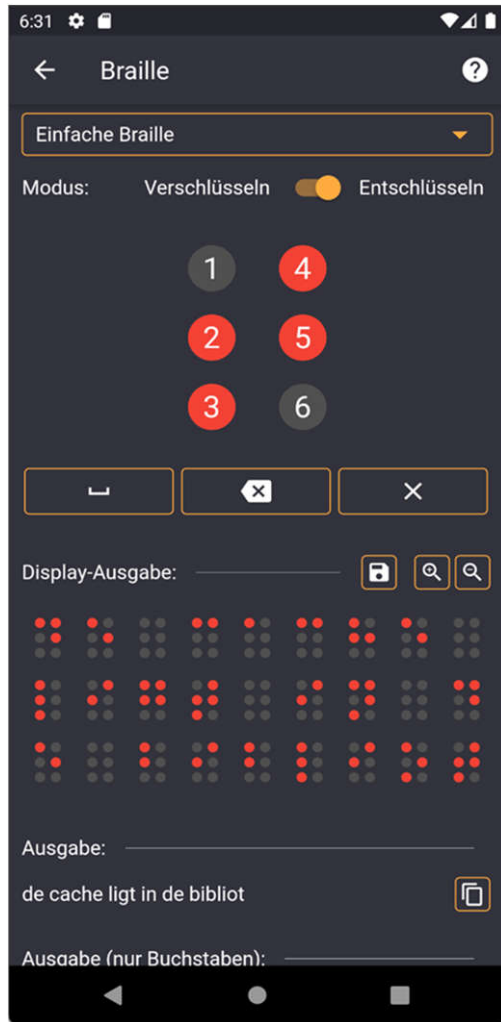 6:31
Braille
Einfache Braille
Modus: Verschlüsseln Entschlüsseln
1 4
2 5
3 6
Display-Ausgabe:
Ausgabe:
de cache ligt in de bibliot
Ausgabe (nur Buchstaben):